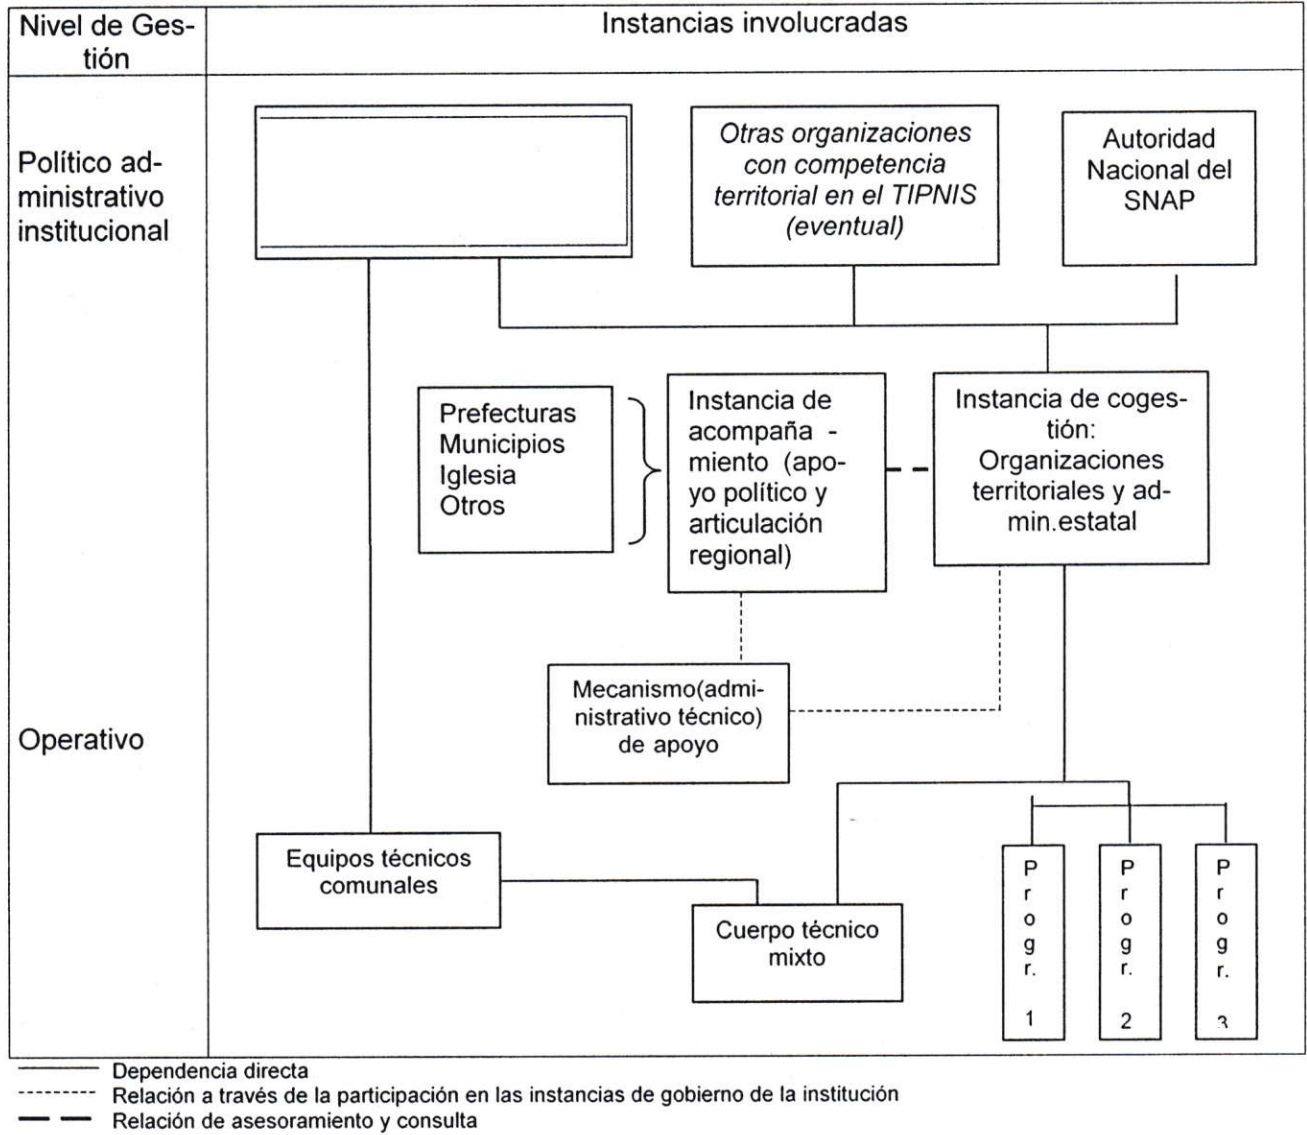 Nivel de Ges-
tión
Instancias involucradas
Político ad-
ministrativo
institucional
Otras organizaciones
con competencia
territorial en el TIPNIS
(eventual)
Autoridad
Nacional del
SNAP
Prefecturas
Municipios
Iglesia
Otros
Instancia de
acompaña -
miento (apo-
yo político y
articulación
regional)
Instancia de coges-
tión:
Organizaciones
territoriales y ad-
min.estatal
Operativo
Mecanismo(admi-
nistrativo técnico)
de apoyo
Equipos técnicos
comunales
Cuerpo técnico
mixto
P
r
o
g
r.
1
P
r
o
g
r.
2
P
r
o
g
r.
3
Dependencia directa
Relación a través de la participación en las instancias de gobierno de la institución
Relación de asesoramiento y consulta